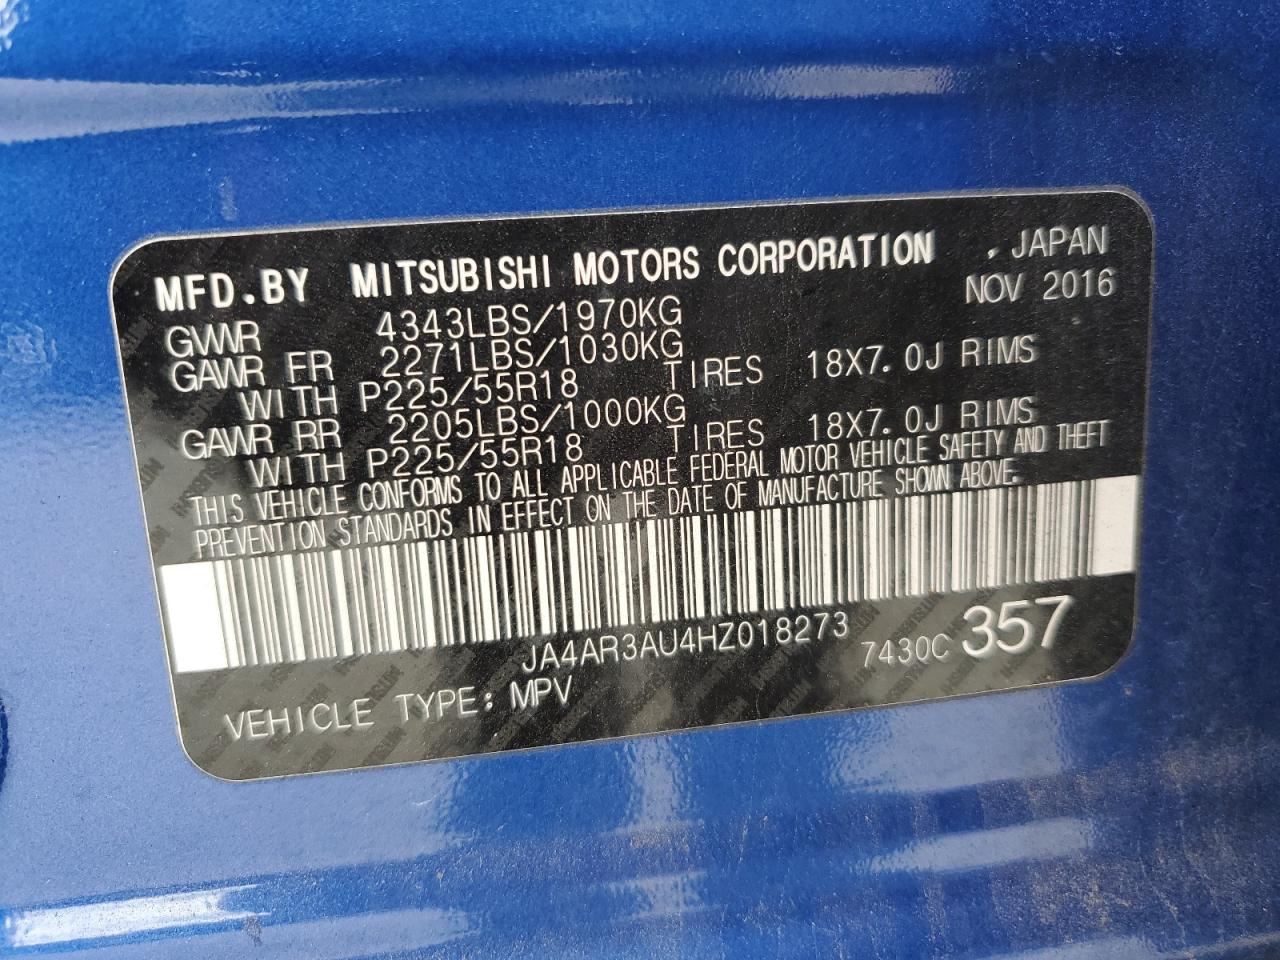 MFD.BY MITSUBISHI MOTORS CORPORATION , JAPAN
NOV 2016
GVWR 4343LBS/1970KG
GAWR FR 2271LBS/1030KG
WITH P225/55R18 TIRES 18X7.0J RIMS
GAWR RR 2205LBS/1000KG
WITH P225/55R18 TIRES 18X7.0J RIMS
THIS VEHICLE CONFORMS TO ALL APPLICABLE FEDERAL MOTOR VEHICLE SAFETY AND THEFT
PREVENTION STANDARDS IN EFFECT ON THE DATE OF MANUFACTURE SHOWN ABOVE.
JA4AR3AU4HZ018273 7430C 357
VEHICLE TYPE: MPV